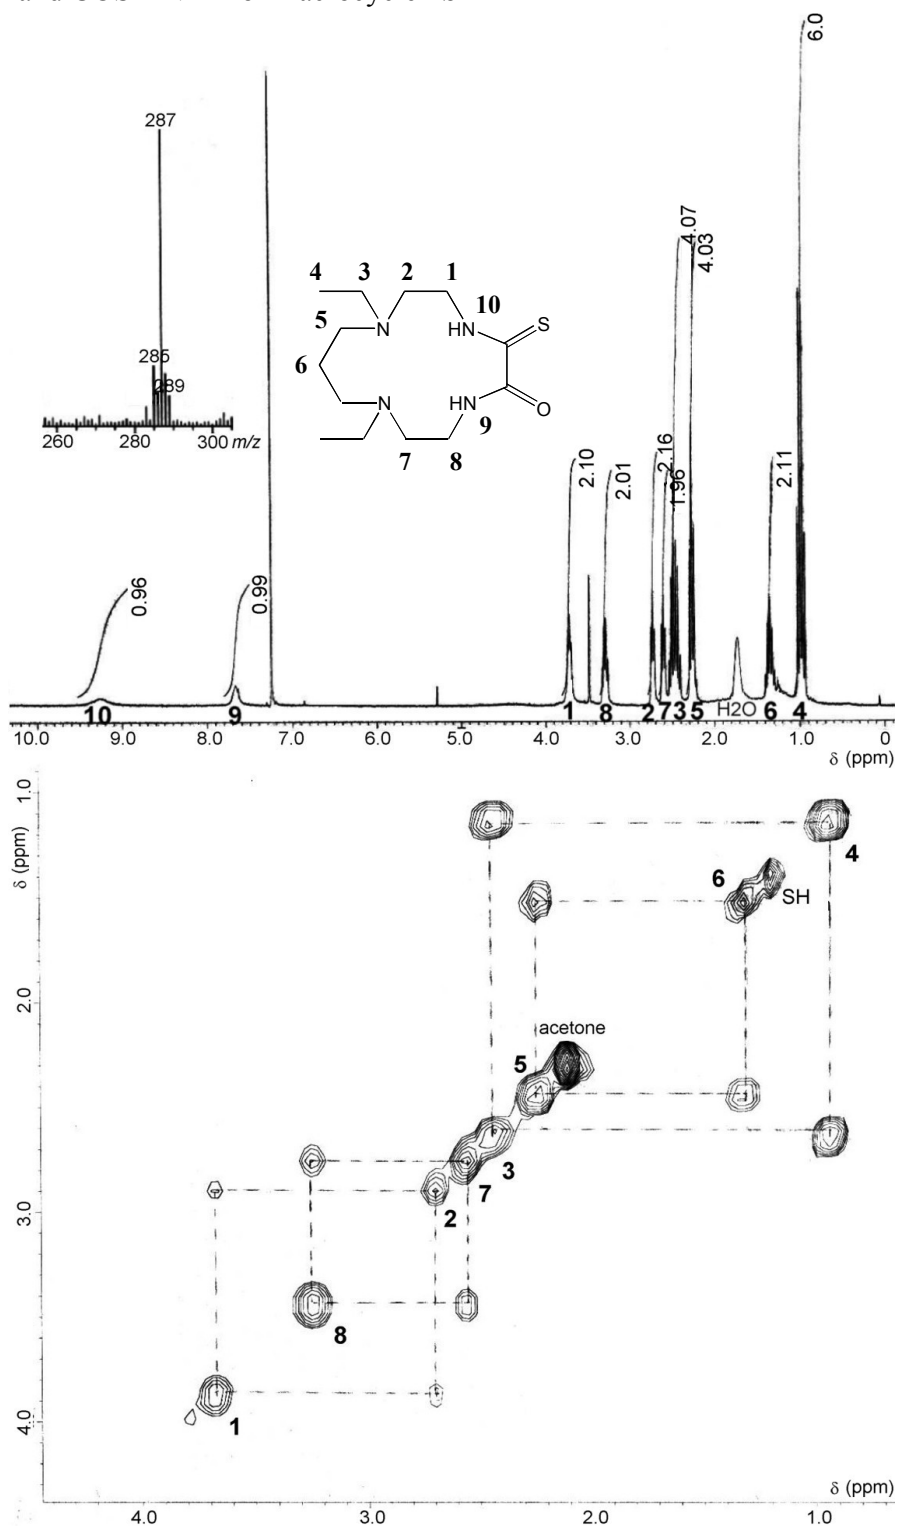 6.0
287
4.07
4.03
4 3 2 1
10
HN S
5
N
6
285
289
N HN O
9
7 8
260 280 300 m/z
2.10
2.01
2.16
1.96
2.11
0.96
0.99
10 9 1 8 2 7 3 5 H2O 6 4
10.0 9.0 8.0 7.0 6.0 5.0 4.0 3.0 2.0 1.0 0
δ (ppm)
1.0
δ (ppm)
4
6
SH
2.0
acetone
5
3
7
2
3.0
8
1
4.0
δ (ppm)
4.0 3.0 2.0 1.0